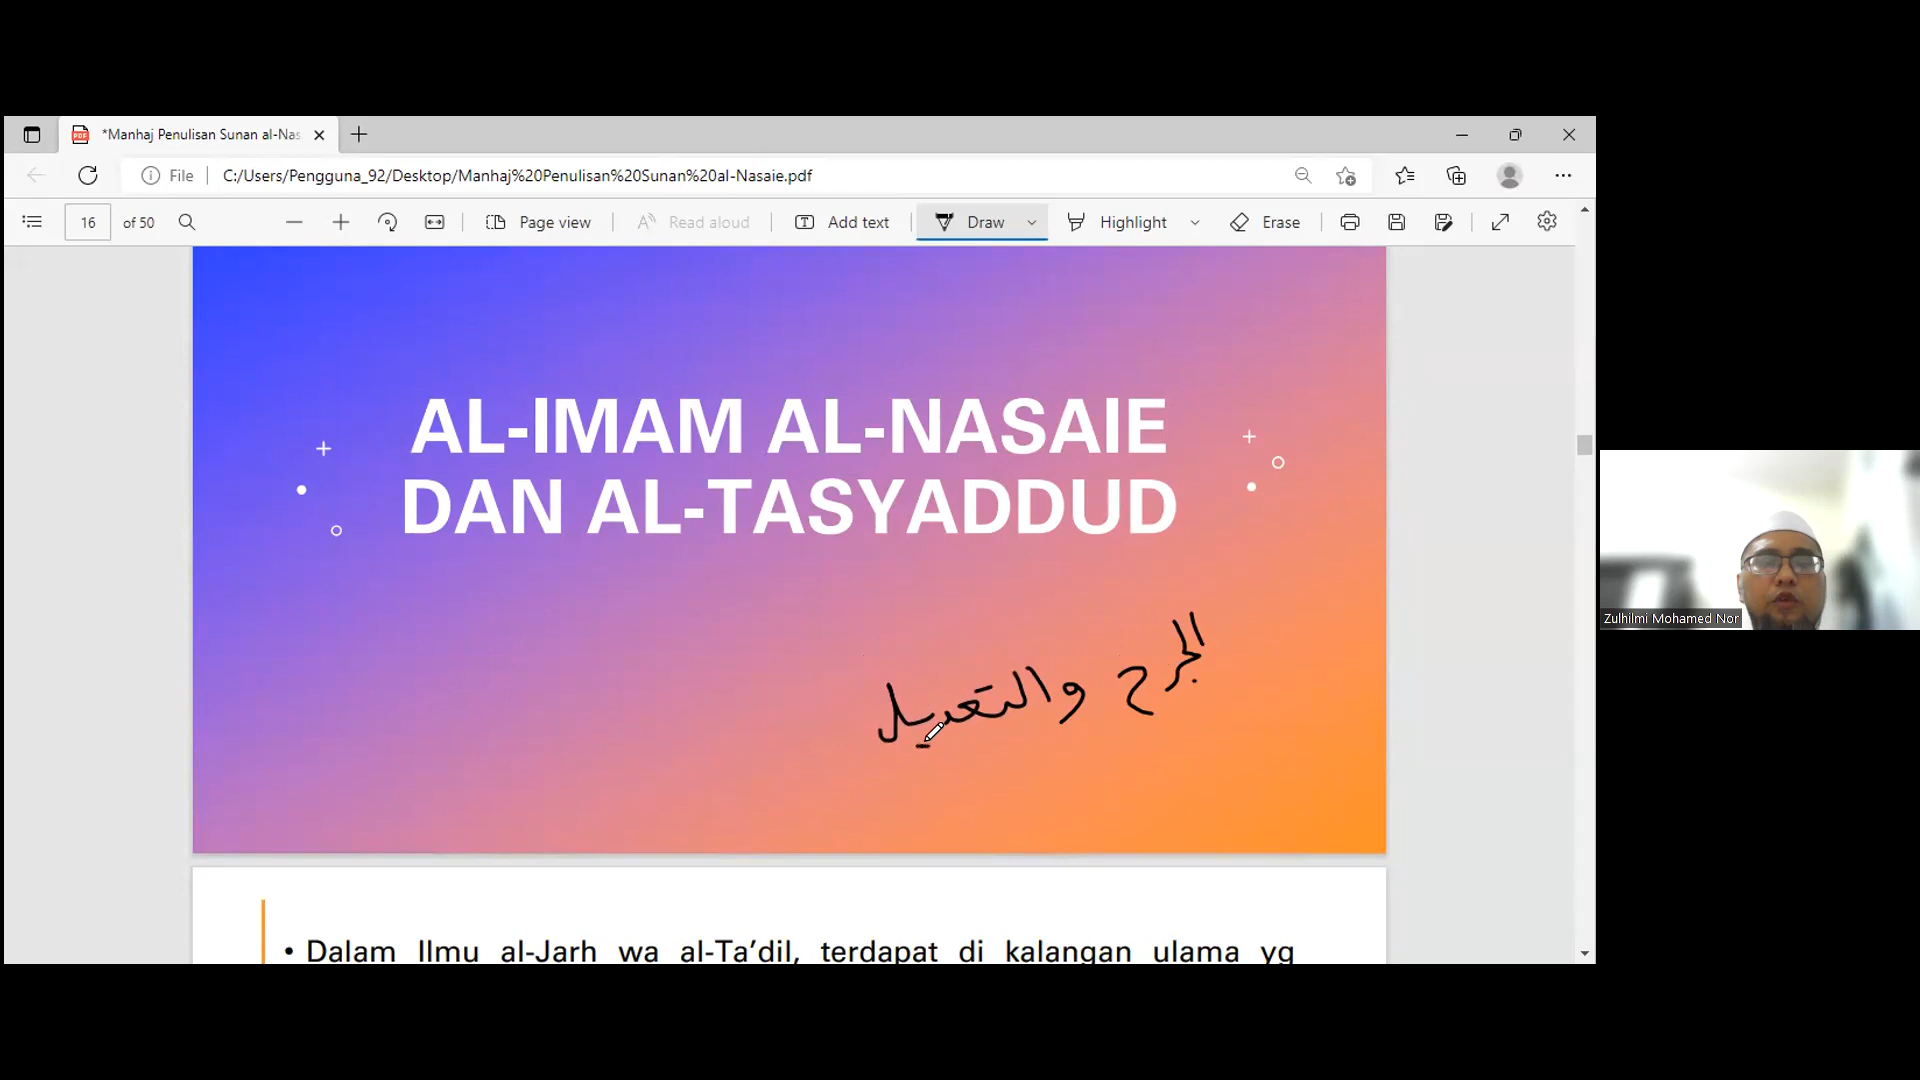 *Manhaj Penulisan Sunan al-Nas
File C:/Users/Pengguna_92/Desktop/Manhaj%20Penulisan%20Sunan%20al-Nasaie.pdf
16 of 50 Page view Read aloud Add text Draw Highlight Erase
AL-IMAM AL-NASAIE
DAN AL-TASYADDUD
الجرح والتعديل
• Dalam Ilmu al-Jarh wa al-Ta’dil, terdapat di kalangan ulama yg
Zulhilmi Mohamed Nor